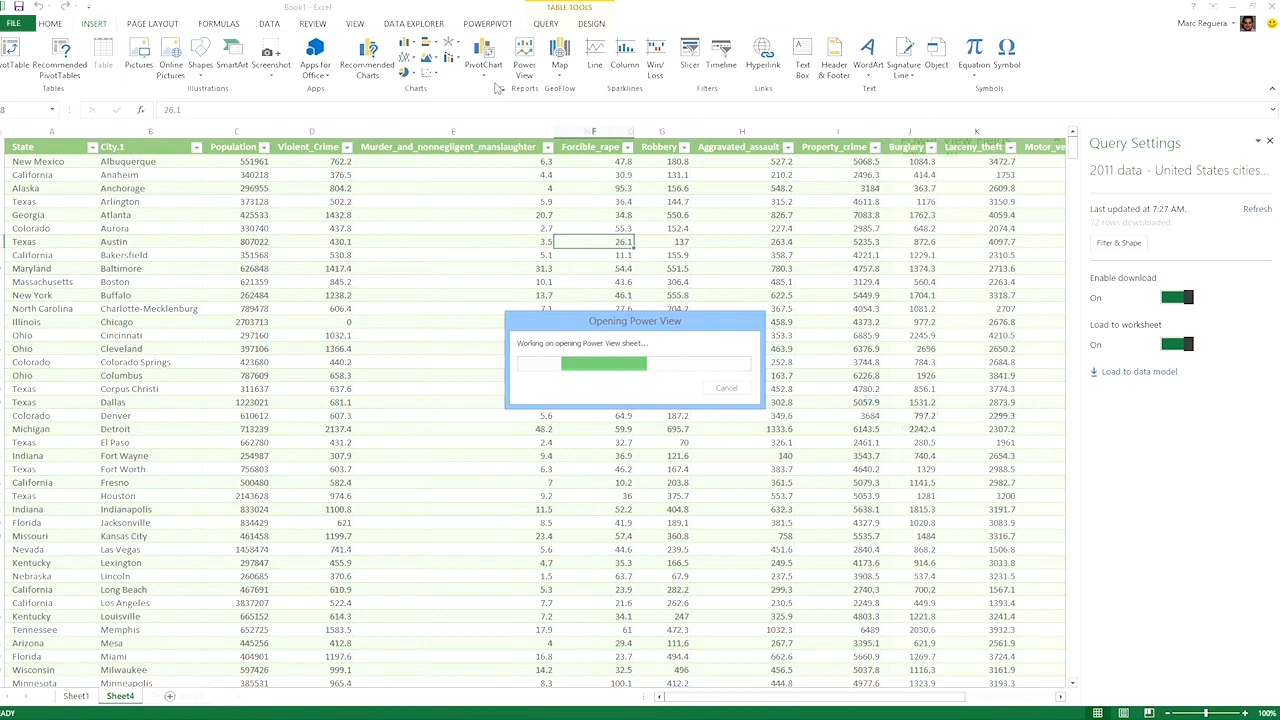 Book1 - Excel
TABLE TOOLS
FILE HOME INSERT PAGE LAYOUT FORMULAS DATA REVIEW VIEW DATA EXPLORER POWERPIVOT QUERY DESIGN
Marc Reguera
Recommended PivotTables
Table
Pictures
Online Pictures
Shapes
SmartArt
Screenshot
Apps for Office
Recommended Charts
PivotChart
Power View
Map
Line
Column
Win/Loss
Slicer
Timeline
Hyperlink
Text Box
Header & Footer
WordArt
Signature Line
Object
Equation
Symbol
Tables Illustrations Apps Charts Reports GeoFlow Sparklines Filters Links Text Symbols
26.1
A B C D E F G H I J K
State City.1 Population Violent_Crime Murder_and_nonnegligent_manslaughter Forcible_rape Robbery Aggravated_assault Property_crime Burglary Larceny_theft
New Mexico Albuquerque 551961 762.2 6.3 47.8 180.8 527.2 5068.5 1084.3 3472.7
California Anaheim 340218 376.5 4.4 30.9 131.1 210.2 2496.3 414.4 1753
Alaska Anchorage 296955 804.2 4 95.3 156.6 548.2 3184 363.7 2609.8
Texas Arlington 373128 502.2 5.9 36.4 144.7 315.2 4611.8 1176 3150.9
Georgia Atlanta 425533 1432.8 20.7 34.8 550.6 826.7 7083.8 1762.3 4059.4
Colorado Aurora 330740 437.8 2.7 55.3 152.4 227.4 2985.7 648.2 2074.4
Texas Austin 807022 430.1 3.5 26.1 137 263.4 5235.3 872.6 4097.7
California Bakersfield 351568 530.8 5.1 11.1 155.9 358.7 4221.1 1229.1 2310.5
Maryland Baltimore 626848 1417.4 31.3 54.4 551.5 780.3 4757.8 1374.3 2713.6
Massachusetts Boston 621359 845.2 10.1 43.6 306.4 485.1 3129.4 560.4 2263.4
New York Buffalo 262484 1238.2 13.7 46.1 555.8 622.5 5449.9 1704.1 3318.7
North Carolina Charlotte-Mecklenburg 789478 606.4 7.1 27.6 204.2 367.5 4054.3 1081.2 2707
Illinois Chicago 2703713 0 458.9 4373.2 977.2 2676.8
Ohio Cincinnati 297160 1032.1 353.3 6885.9 2245.9 4210.5
Ohio Cleveland 397106 1366.4 463.9 6376.9 2696 2650.2
Colorado Colorado Springs 423680 440.2 252.8 3744.8 784.3 2684.8
Ohio Columbus 787609 658.3 163.7 6226.8 1926 3841.9
Texas Corpus Christi 311637 637.6 452.8 4780.2 856.1 3774.3
Texas Dallas 1223021 681.1 302.8 5057.9 1531.2 2873.9
Colorado Denver 610612 607.3 5.6 64.9 187.2 349.6 3684 797.2 2299.3
Michigan Detroit 713239 2137.4 48.2 59.9 695.7 1333.6 6143.5 2242.4 2307.2
Texas El Paso 662780 431.2 2.4 32.7 70 326.1 2461.1 280.5 1961
Indiana Fort Wayne 254987 307.9 9.4 36.9 121.6 140 3543.7 740.4 2654.3
Texas Fort Worth 756803 603.7 6.3 46.2 167.4 383.7 4640.2 1329 2988.5
California Fresno 500480 582.4 7 10.2 203.8 361.5 5079.3 1141.5 2982.7
Texas Houston 2143628 974.6 9.2 36 375.7 553.7 5053.9 1281 3200
Indiana Indianapolis 833024 1100.8 11.5 52.2 404.8 632.3 5638.1 1815.3 3191.7
Florida Jacksonville 834429 621 8.5 41.9 189.1 381.5 4327.9 1020.8 3083.9
Missouri Kansas City 461458 1199.7 23.4 57.4 360.8 758 5535.7 1484 3316.7
Nevada Las Vegas 1458474 741.4 5.6 44.6 239.5 451.6 2840.4 868.2 1506.8
Kentucky Lexington 297847 455.9 4.7 35.3 166.5 249.5 4173.6 914.6 3033.8
Nebraska Lincoln 260685 370.6 1.5 63.7 67.9 237.5 3908.5 537.4 3231.5
California Long Beach 467691 610.9 5.3 23.9 282.2 299.3 2740.3 700.2 1567.1
California Los Angeles 3837207 522.4 7.7 21.6 262.6 230.5 2249.8 449.9 1393.4
Kentucky Louisville 665152 614.3 7.2 34.1 247 325.9 4803.3 1221.8 3241.4
Tennessee Memphis 652725 1583.5 17.9 61 472.3 1032.3 6489 2030.6 3932.3
Arizona Mesa 445256 412.8 4 29.4 111.6 267.7 3395.1 621.9 2561.9
Florida Miami 404901 1197.6 16.8 23.7 494.4 662.6 5660.9 1269.7 3724.4
Wisconsin Milwaukee 597426 999.1 14.2 32.5 496 456.5 5071.2 1116.3 3161.9
Minnesota Minneapolis 385531 965.4 8.3 100.1 412.2 444.8 4977.6 1323.9 3193.3
Opening Power View
Working on opening Power View sheet...
Cancel
Query Settings
2011 data - United States cities...
Last updated at 7:27 AM.
Refresh
72 rows downloaded.
Filter & Shape
Enable download
On
Load to worksheet
On
Load to data model
Sheet1 Sheet4
100%